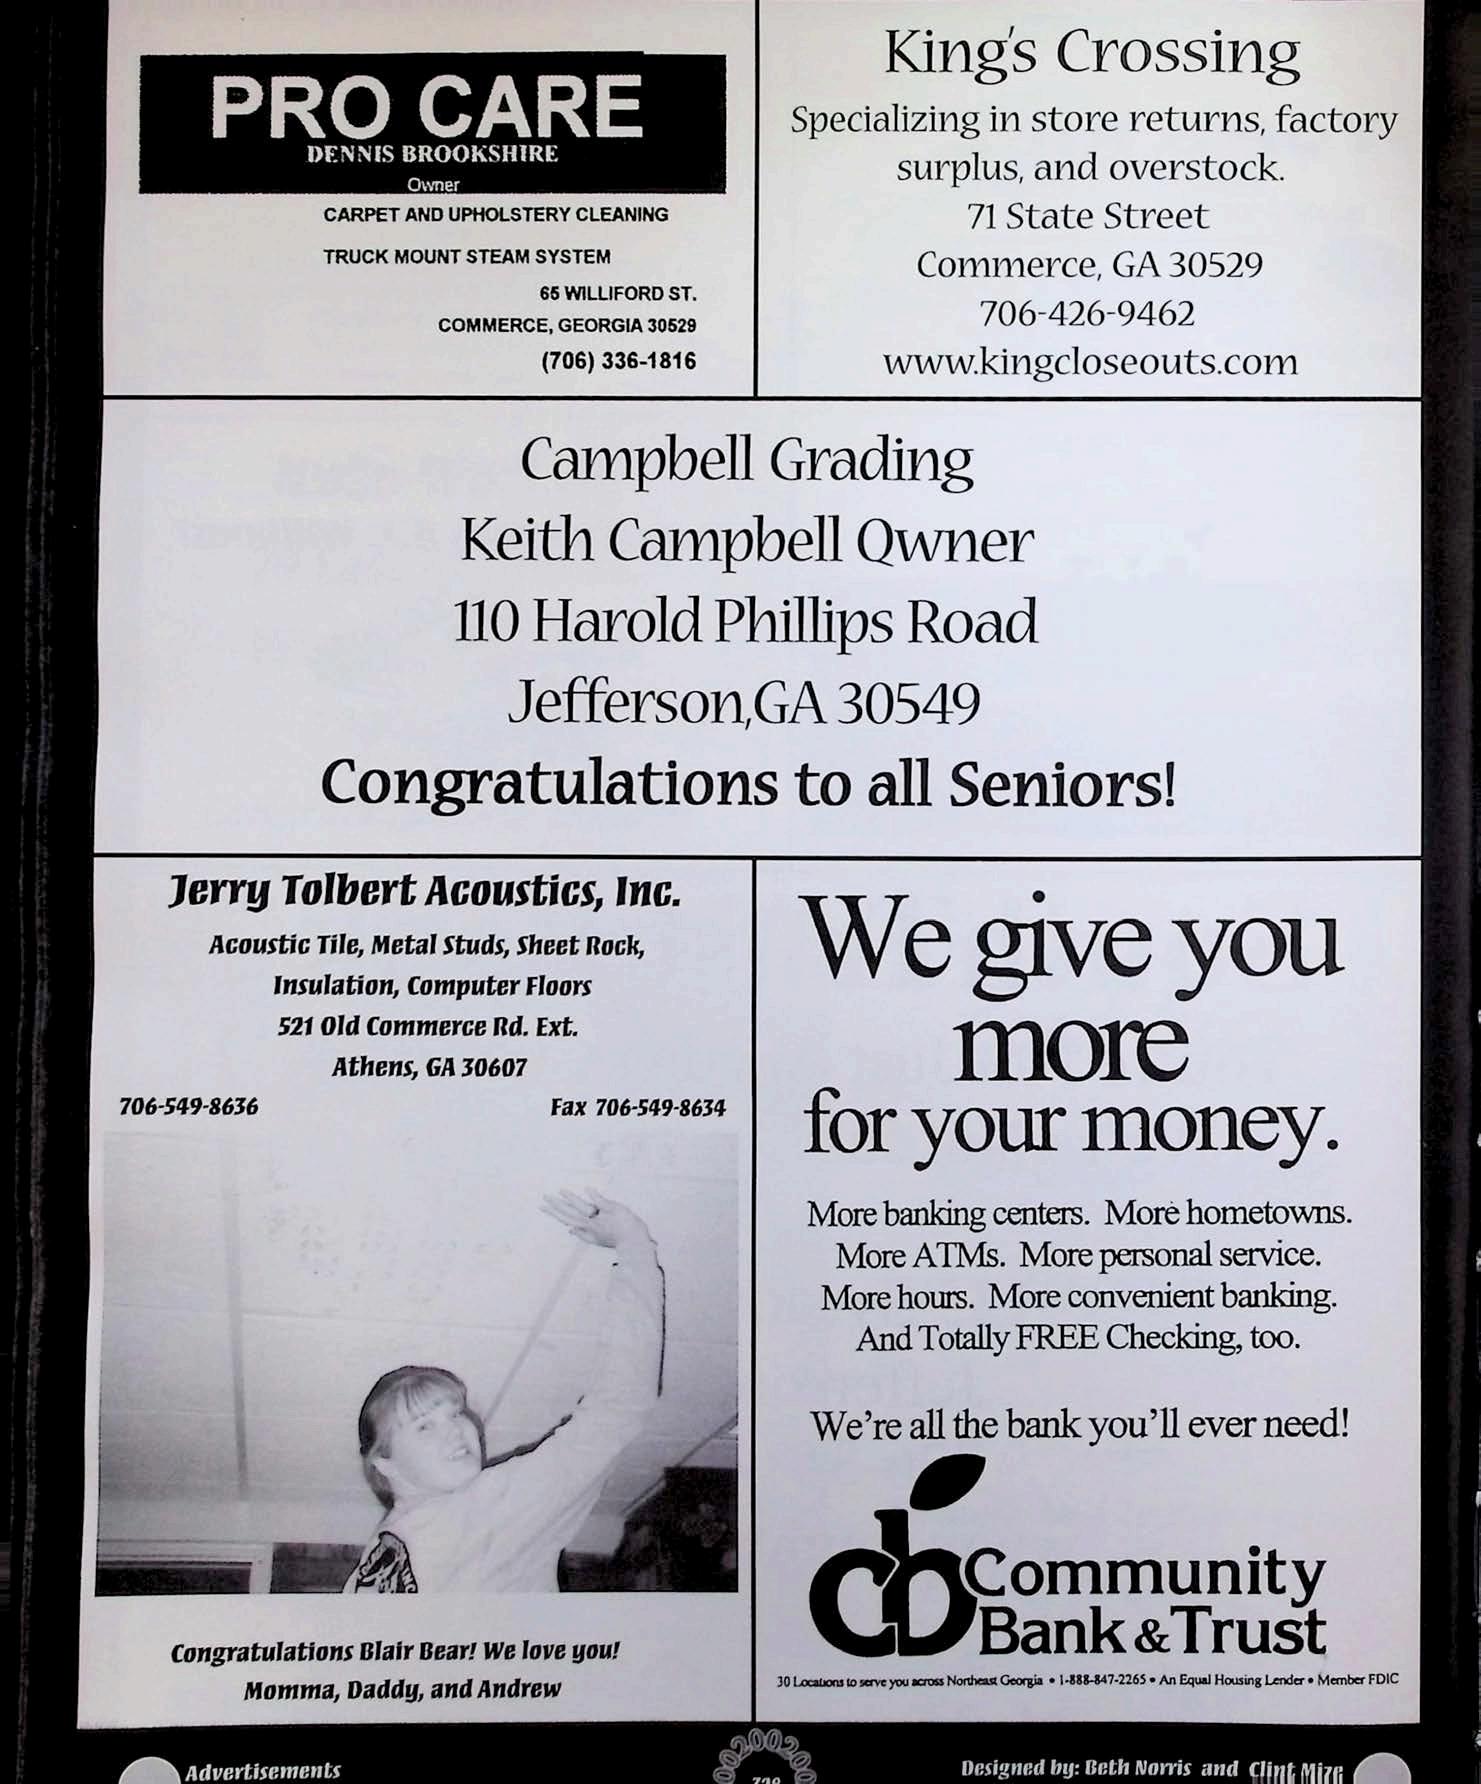 PRO CARE
DENNIS BROOKSHIRE
Owner
CARPET AND UPHOLSTERY CLEANING
TRUCK MOUNT STEAM SYSTEM
65 WILLIFORD ST.
COMMERCE, GEORGIA 30529
(706) 336-1816
King's Crossing
Specializing in store returns, factory
surplus, and overstock.
71 State Street
Commerce, GA 30529
706-426-9462
www.kingcloseouts.com
Campbell Grading
Keith Campbell Owner
110 Harold Phillips Road
Jefferson,GA 30549
Congratulations to all Seniors!
Jerry Tolbert Acoustics, Inc.
Acoustic Tile, Metal Studs, Sheet Rock,
Insulation, Computer Floors
521 Old Commerce Rd. Ext.
Athens, GA 30607
706-549-8636 Fax 706-549-8634
Congratulations Blair Bear! We love you!
Momma, Daddy, and Andrew
We give you
more
for your money.
More banking centers. More hometowns.
More ATMs. More personal service.
More hours. More convenient banking.
And Totally FREE Checking, too.
We're all the bank you'll ever need!
cb Community
Bank & Trust
30 Locations to serve you across Northeast Georgia • 1-888-847-2265 • An Equal Housing Lender • Member FDIC
Advertisements
Designed by: Beth Norris and Clint Mize